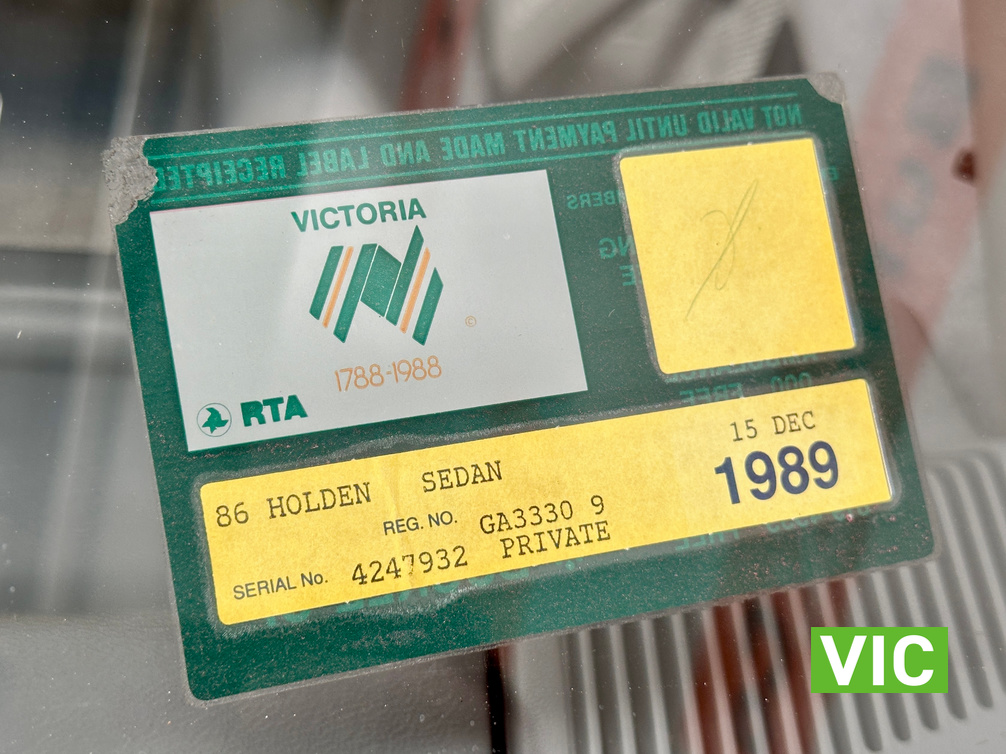 NOT VALID UNTIL PAYMENT MADE AND LABEL RECEIPTED
VICTORIA
©
1788-1988
RTA
15 DEC
1989
86 HOLDEN SEDAN
REG. NO. GA3330 9
SERIAL No. 4247932 PRIVATE
VIC